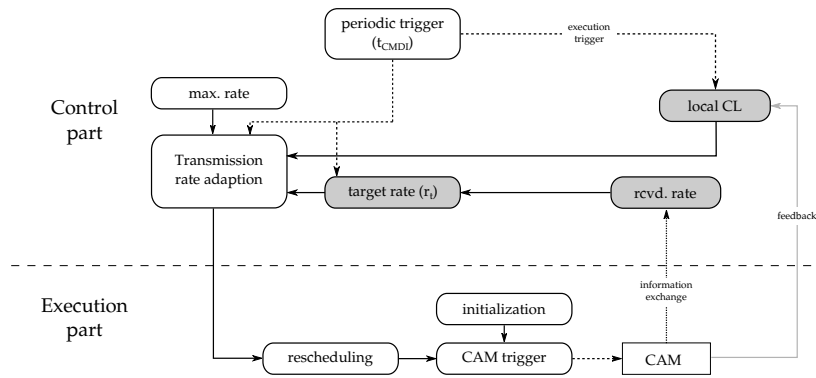 periodic trigger
(tCMDI)
execution
trigger
max. rate
local CL
Control
part
Transmission
rate adaption
target rate (rt)
rcvd. rate
feedback
Execution
part
initialization
information
exchange
rescheduling
CAM trigger
CAM